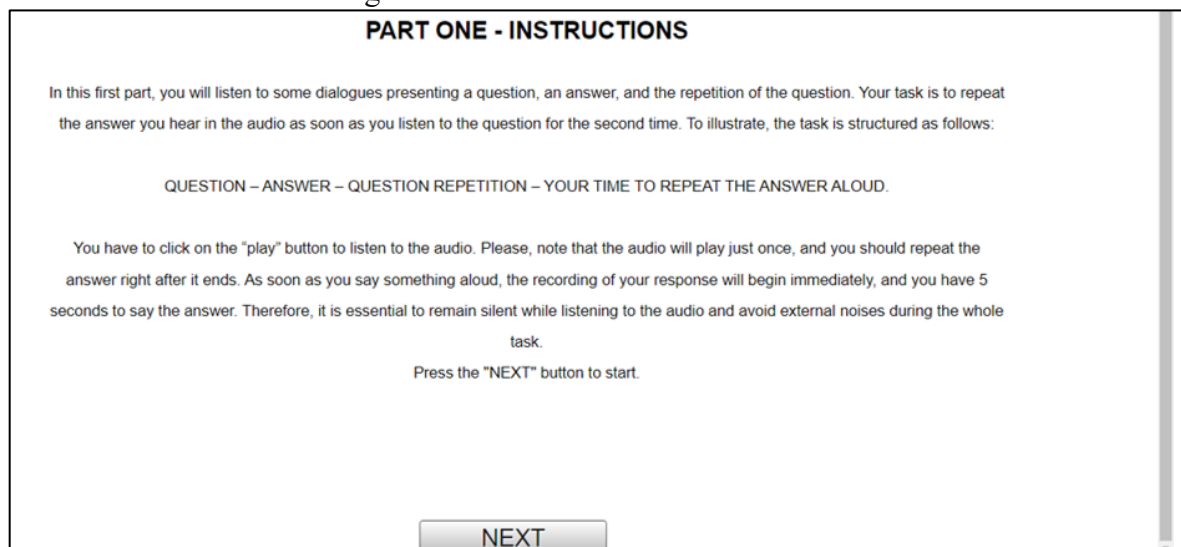 PART ONE - INSTRUCTIONS
In this first part, you will listen to some dialogues presenting a question, an answer, and the repetition of the question. Your task is to repeat
the answer you hear in the audio as soon as you listen to the question for the second time. To illustrate, the task is structured as follows:
QUESTION – ANSWER – QUESTION REPETITION – YOUR TIME TO REPEAT THE ANSWER ALOUD.
You have to click on the “play” button to listen to the audio. Please, note that the audio will play just once, and you should repeat the
answer right after it ends. As soon as you say something aloud, the recording of your response will begin immediately, and you have 5
seconds to say the answer. Therefore, it is essential to remain silent while listening to the audio and avoid external noises during the whole
task.
Press the "NEXT" button to start.
NEXT